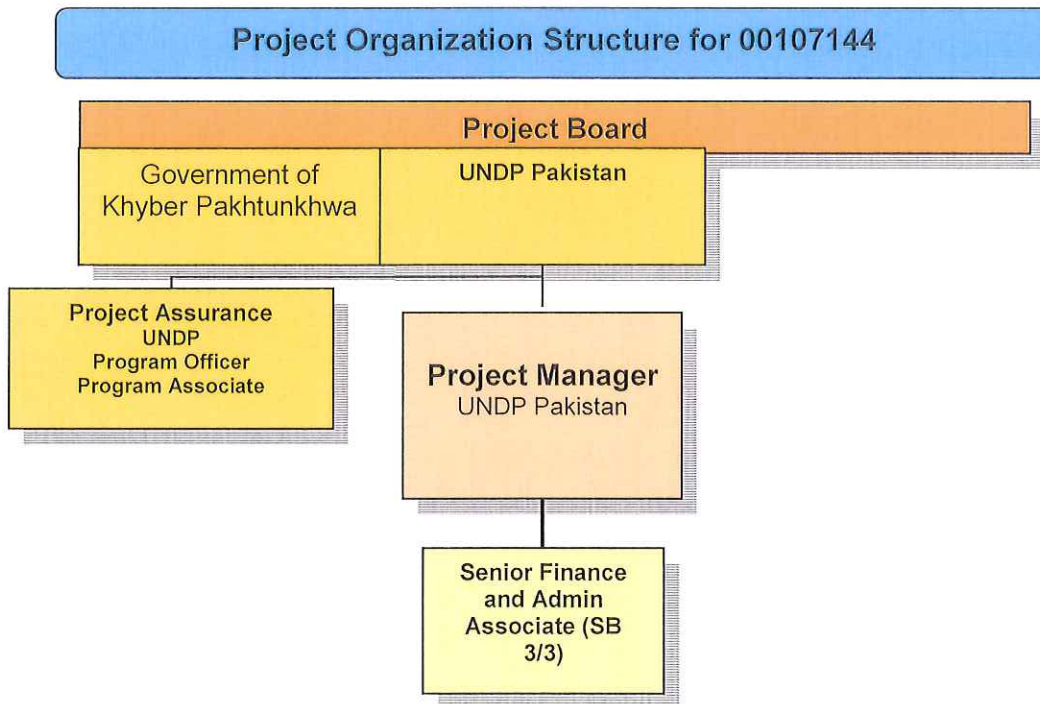 Project Organization Structure for 00107144
Project Board
Government of
Khyber Pakhtunkhwa
UNDP Pakistan
Project Assurance
UNDP
Program Officer
Program Associate
Project Manager
UNDP Pakistan
Senior Finance
and Admin
Associate (SB
3/3)